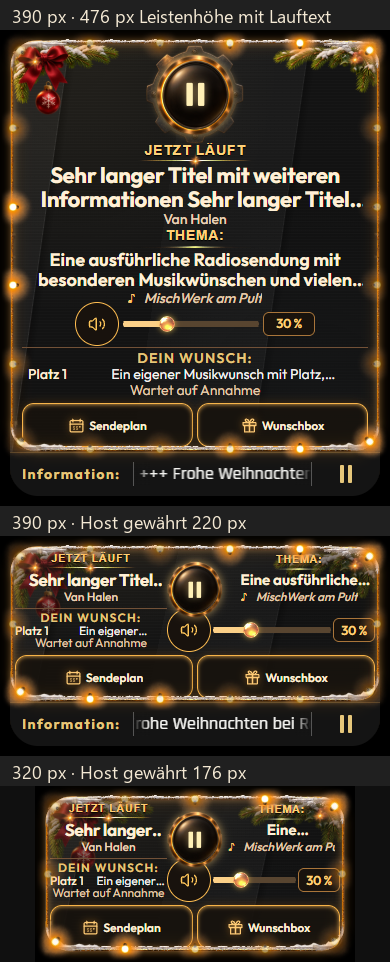 390 px · 476 px Leistenhöhe mit Lauftext
JETZT LÄUFT
Sehr langer Titel mit weiteren
Informationen Sehr langer Titel..
Van Halen
THEMA:
Eine ausführliche Radiosendung mit
besonderen Musikwünschen und vielen..
♪ MischWerk am Pult
30 %
DEIN WUNSCH:
Platz 1 Ein eigener Musikwunsch mit Platz,...
Wartet auf Annahme
Sendeplan Wunschbox
Information: +++ Frohe Weihnachten
390 px · Host gewährt 220 px
JETZT LÄUFT THEMA:
Sehr langer Titel.. Eine ausführliche...
Van Halen ♪ MischWerk am Pult
DEIN WUNSCH:
Platz 1 Ein eigener... 30 %
Wartet auf Annahme
Sendeplan Wunschbox
Information: rohe Weihnachten bei R
320 px · Host gewährt 176 px
JETZT LÄUFT THEMA:
Sehr langer.. Eine...
Van Halen ♪ MischWerk am Pu
DEIN WUNSCH:
Platz 1 Ein eigener... 30 %
Wartet auf Annahme
Sendeplan Wunschbox